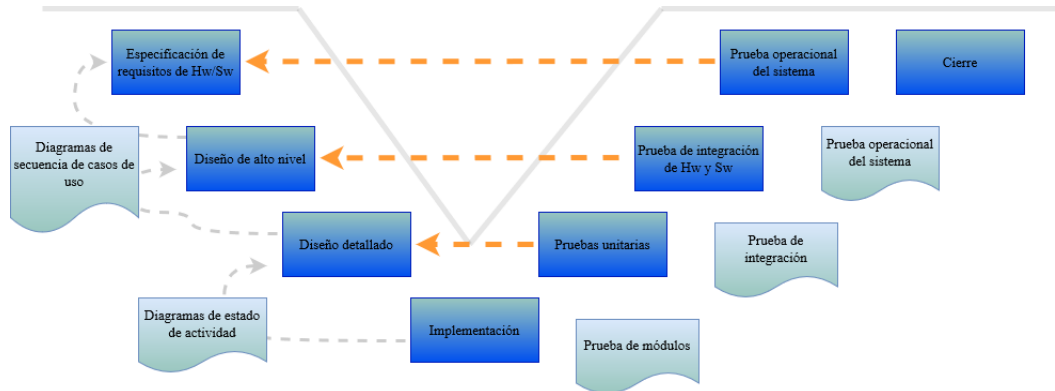 Especificación de
requisitos de Hw/Sw
Prueba operacional
del sistema
Cierre
Diagramas de
secuencia de casos de
uso
Diseño de alto nivel
Prueba de integración
de Hw y Sw
Prueba operacional
del sistema
Diseño detallado
Pruebas unitarias
Prueba de
integración
Diagramas de estado
de actividad
Implementación
Prueba de módulos